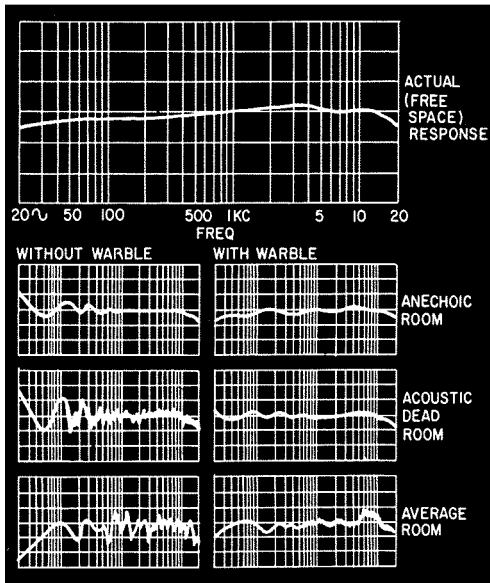 ACTUAL
(FREE
SPACE)
RESPONSE
20∿ 50 100 500 1KC 5 10 20
FREQ
WITHOUT WARBLE WITH WARBLE
ANECHOIC
ROOM
ACOUSTIC
DEAD
ROOM
AVERAGE
ROOM